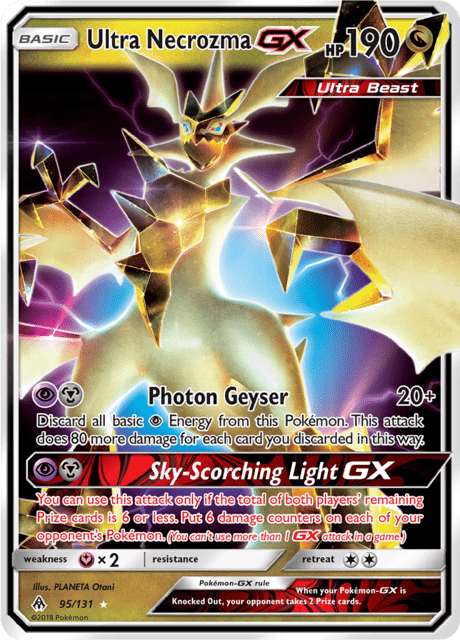 BASIC Ultra Necrozma GX HP190
Ultra Beast
Photon Geyser 20+
Discard all basic Energy from this Pokémon. This attack
does 80 more damage for each card you discarded in this way.
Sky-Scorching Light GX
You can use this attack only if the total of both players' remaining
Prize cards is 6 or less. Put 6 damage counters on each of your
opponent's Pokémon. (You can't use more than 1 GX attack in a game.)
weakness ×2 resistance retreat
Illus. PLANETA Otani
Pokémon-GX rule
95/131
When your Pokémon-GX is
Knocked Out, your opponent takes 2 Prize cards.
©2018 Pokémon